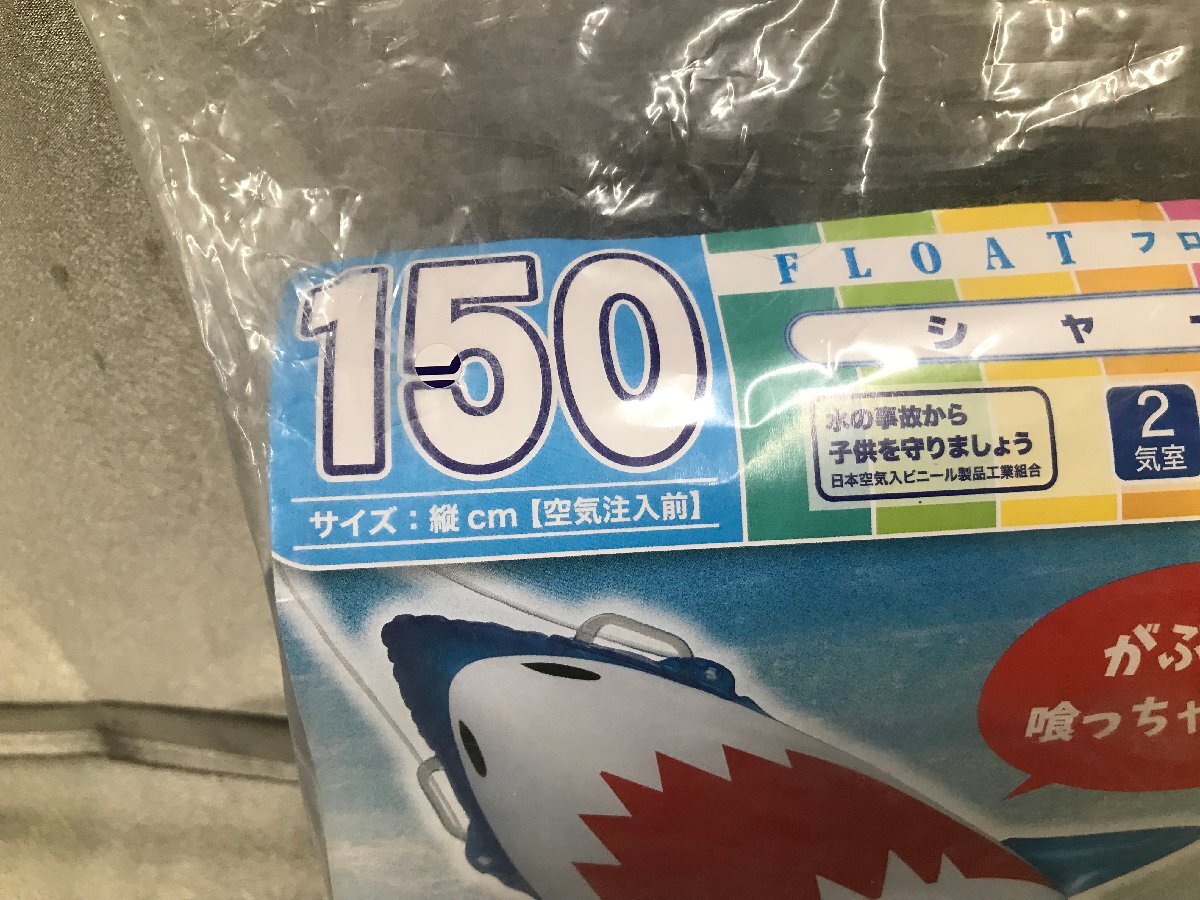 150
サイズ：縦cm【空気注入前】
FLOAT フロ
シャ
水の事故から
子供を守りましょう
日本空気入ビニール製品工業組合
2
気室
がぶ
喰っちゃ